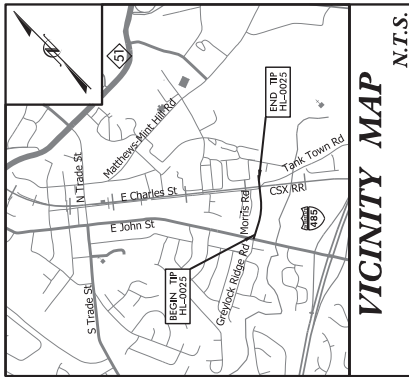 N
51
Matthews-Mint Hill Rd
N Trade St
END TIP
HL-0025
Tank Town Rd
E Charles St
CSX RR
E John St
Morris Rd
485
S Trade St
BEGIN TIP
HL-0025
Greylock Ridge Rd
VICINITY MAP
N.T.S.